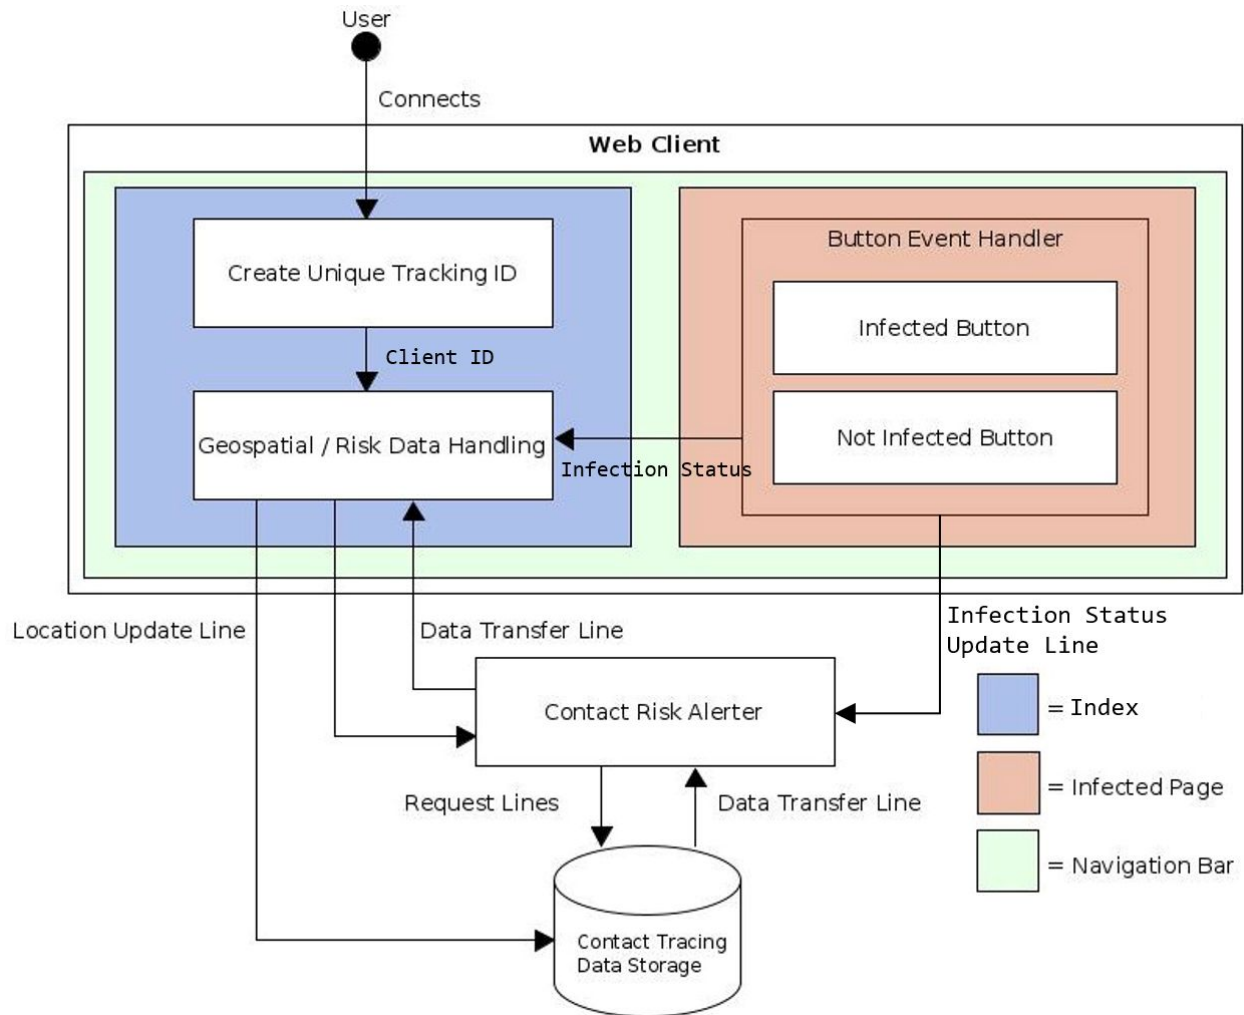 User
Connects
Web Client
Create Unique Tracking ID
Client ID
Geospatial / Risk Data Handling
Button Event Handler
Infected Button
Not Infected Button
Infection Status
Location Update Line
Data Transfer Line
Infection Status
Update Line
Contact Risk Alerter
Request Lines
Data Transfer Line
Contact Tracing
Data Storage
= Index
= Infected Page
= Navigation Bar